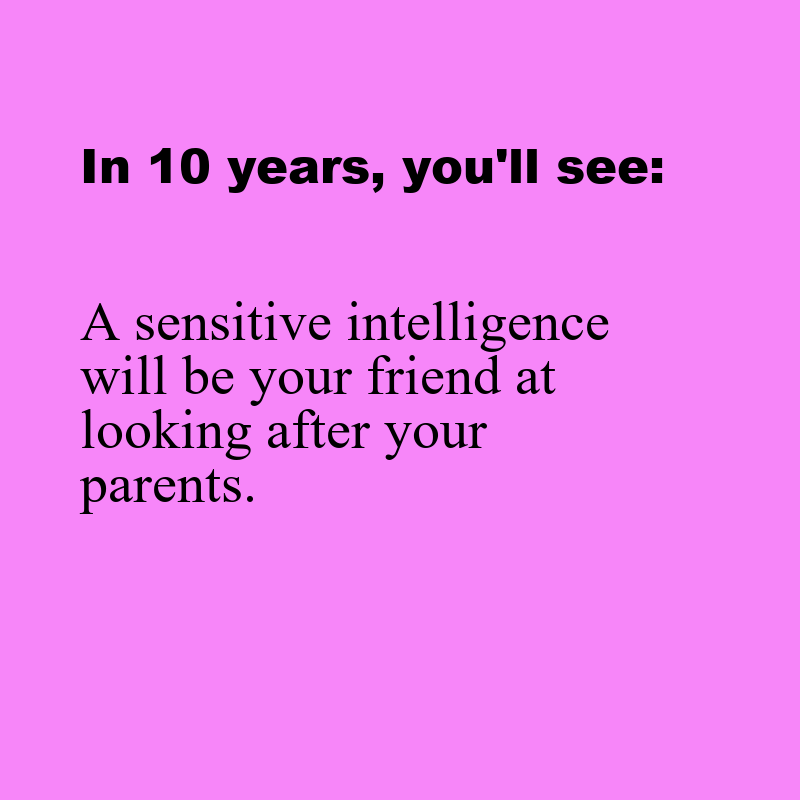 In 10 years, you'll see:
A sensitive intelligence
will be your friend at
looking after your
parents.